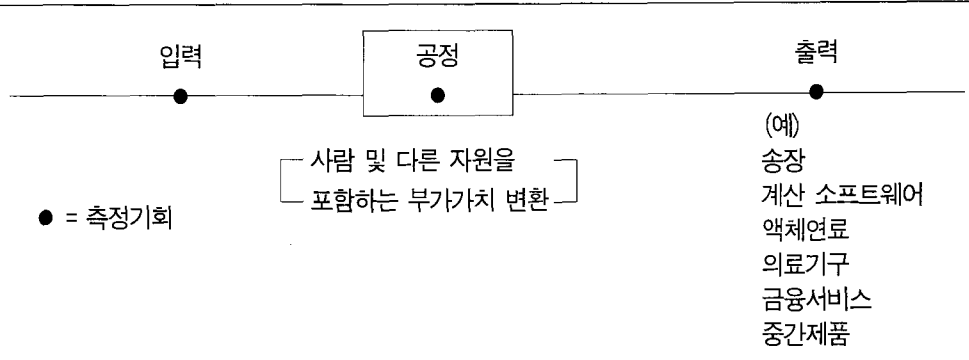 입력
공정
출력
사람 및 다른 자원을
포함하는 부가가치 변환
● = 측정기회
(예)
송장
계산 소프트웨어
액체연료
의료기구
금융서비스
중간제품